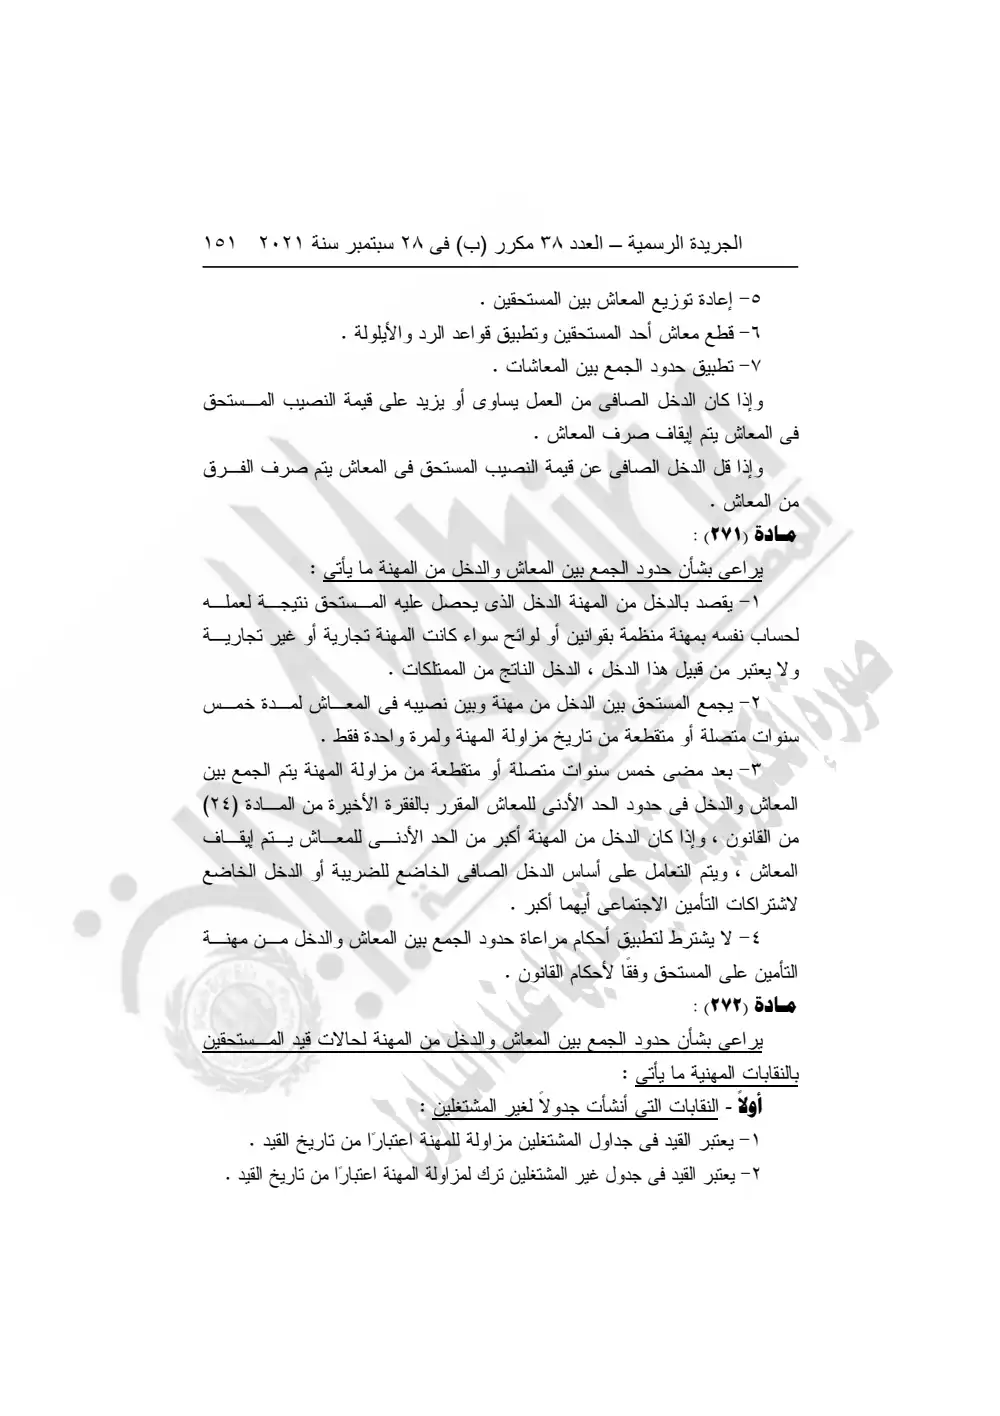 الجريدة الرسمية – العدد ٣٨ مكرر (ب) فى ٢٨ سبتمبر سنة ٢٠٢١ ١٥١
٥- إعادة توزيع المعاش بين المستحقين .
٦- قطع معاش أحد المستحقين وتطبيق قواعد الرد والأيلولة .
٧- تطبيق حدود الجمع بين المعاشات .
وإذا كان الدخل الصافى من العمل يساوى أو يزيد على قيمة النصيب المستحق
فى المعاش يتم إيقاف صرف المعاش .
وإذا قل الدخل الصافى عن قيمة النصيب المستحق فى المعاش يتم صرف الفرق
من المعاش .
مادة (٢٧١) :
يراعى بشأن حدود الجمع بين المعاش والدخل من المهنة ما يأتى :
١- يقصد بالدخل من المهنة الدخل الذى يحصل عليه المستحق نتيجة لعمله
لحساب نفسه بمهنة منظمة بقوانين أو لوائح سواء كانت المهنة تجارية أو غير تجارية
ولا يعتبر من قبيل هذا الدخل ، الدخل الناتج من الممتلكات .
٢- يجمع المستحق بين الدخل من مهنة وبين نصيبه فى المعاش لمدة خمس
سنوات متصلة أو متقطعة من تاريخ مزاولة المهنة ولمرة واحدة فقط .
٣- بعد مضى خمس سنوات متصلة أو متقطعة من مزاولة المهنة يتم الجمع بين
المعاش والدخل فى حدود الحد الأدنى للمعاش المقرر بالفقرة الأخيرة من المادة (٢٤)
من القانون ، وإذا كان الدخل من المهنة أكبر من الحد الأدنى للمعاش يتم إيقاف
المعاش ، ويتم التعامل على أساس الدخل الصافى الخاضع للضريبة أو الدخل الخاضع
لاشتراكات التأمين الاجتماعى أيهما أكبر .
٤- لا يشترط لتطبيق أحكام مراعاة حدود الجمع بين المعاش والدخل من مهنة
التأمين على المستحق وفقًا لأحكام القانون .
مادة (٢٧٢) :
يراعى بشأن حدود الجمع بين المعاش والدخل من المهنة لحالات قيد المستحقين
بالنقابات المهنية ما يأتى :
أولاً - النقابات التى أنشأت جدولاً لغير المشتغلين :
١- يعتبر القيد فى جداول المشتغلين مزاولة للمهنة اعتبارًا من تاريخ القيد .
٢- يعتبر القيد فى جدول غير المشتغلين ترك لمزاولة المهنة اعتبارًا من تاريخ القيد .